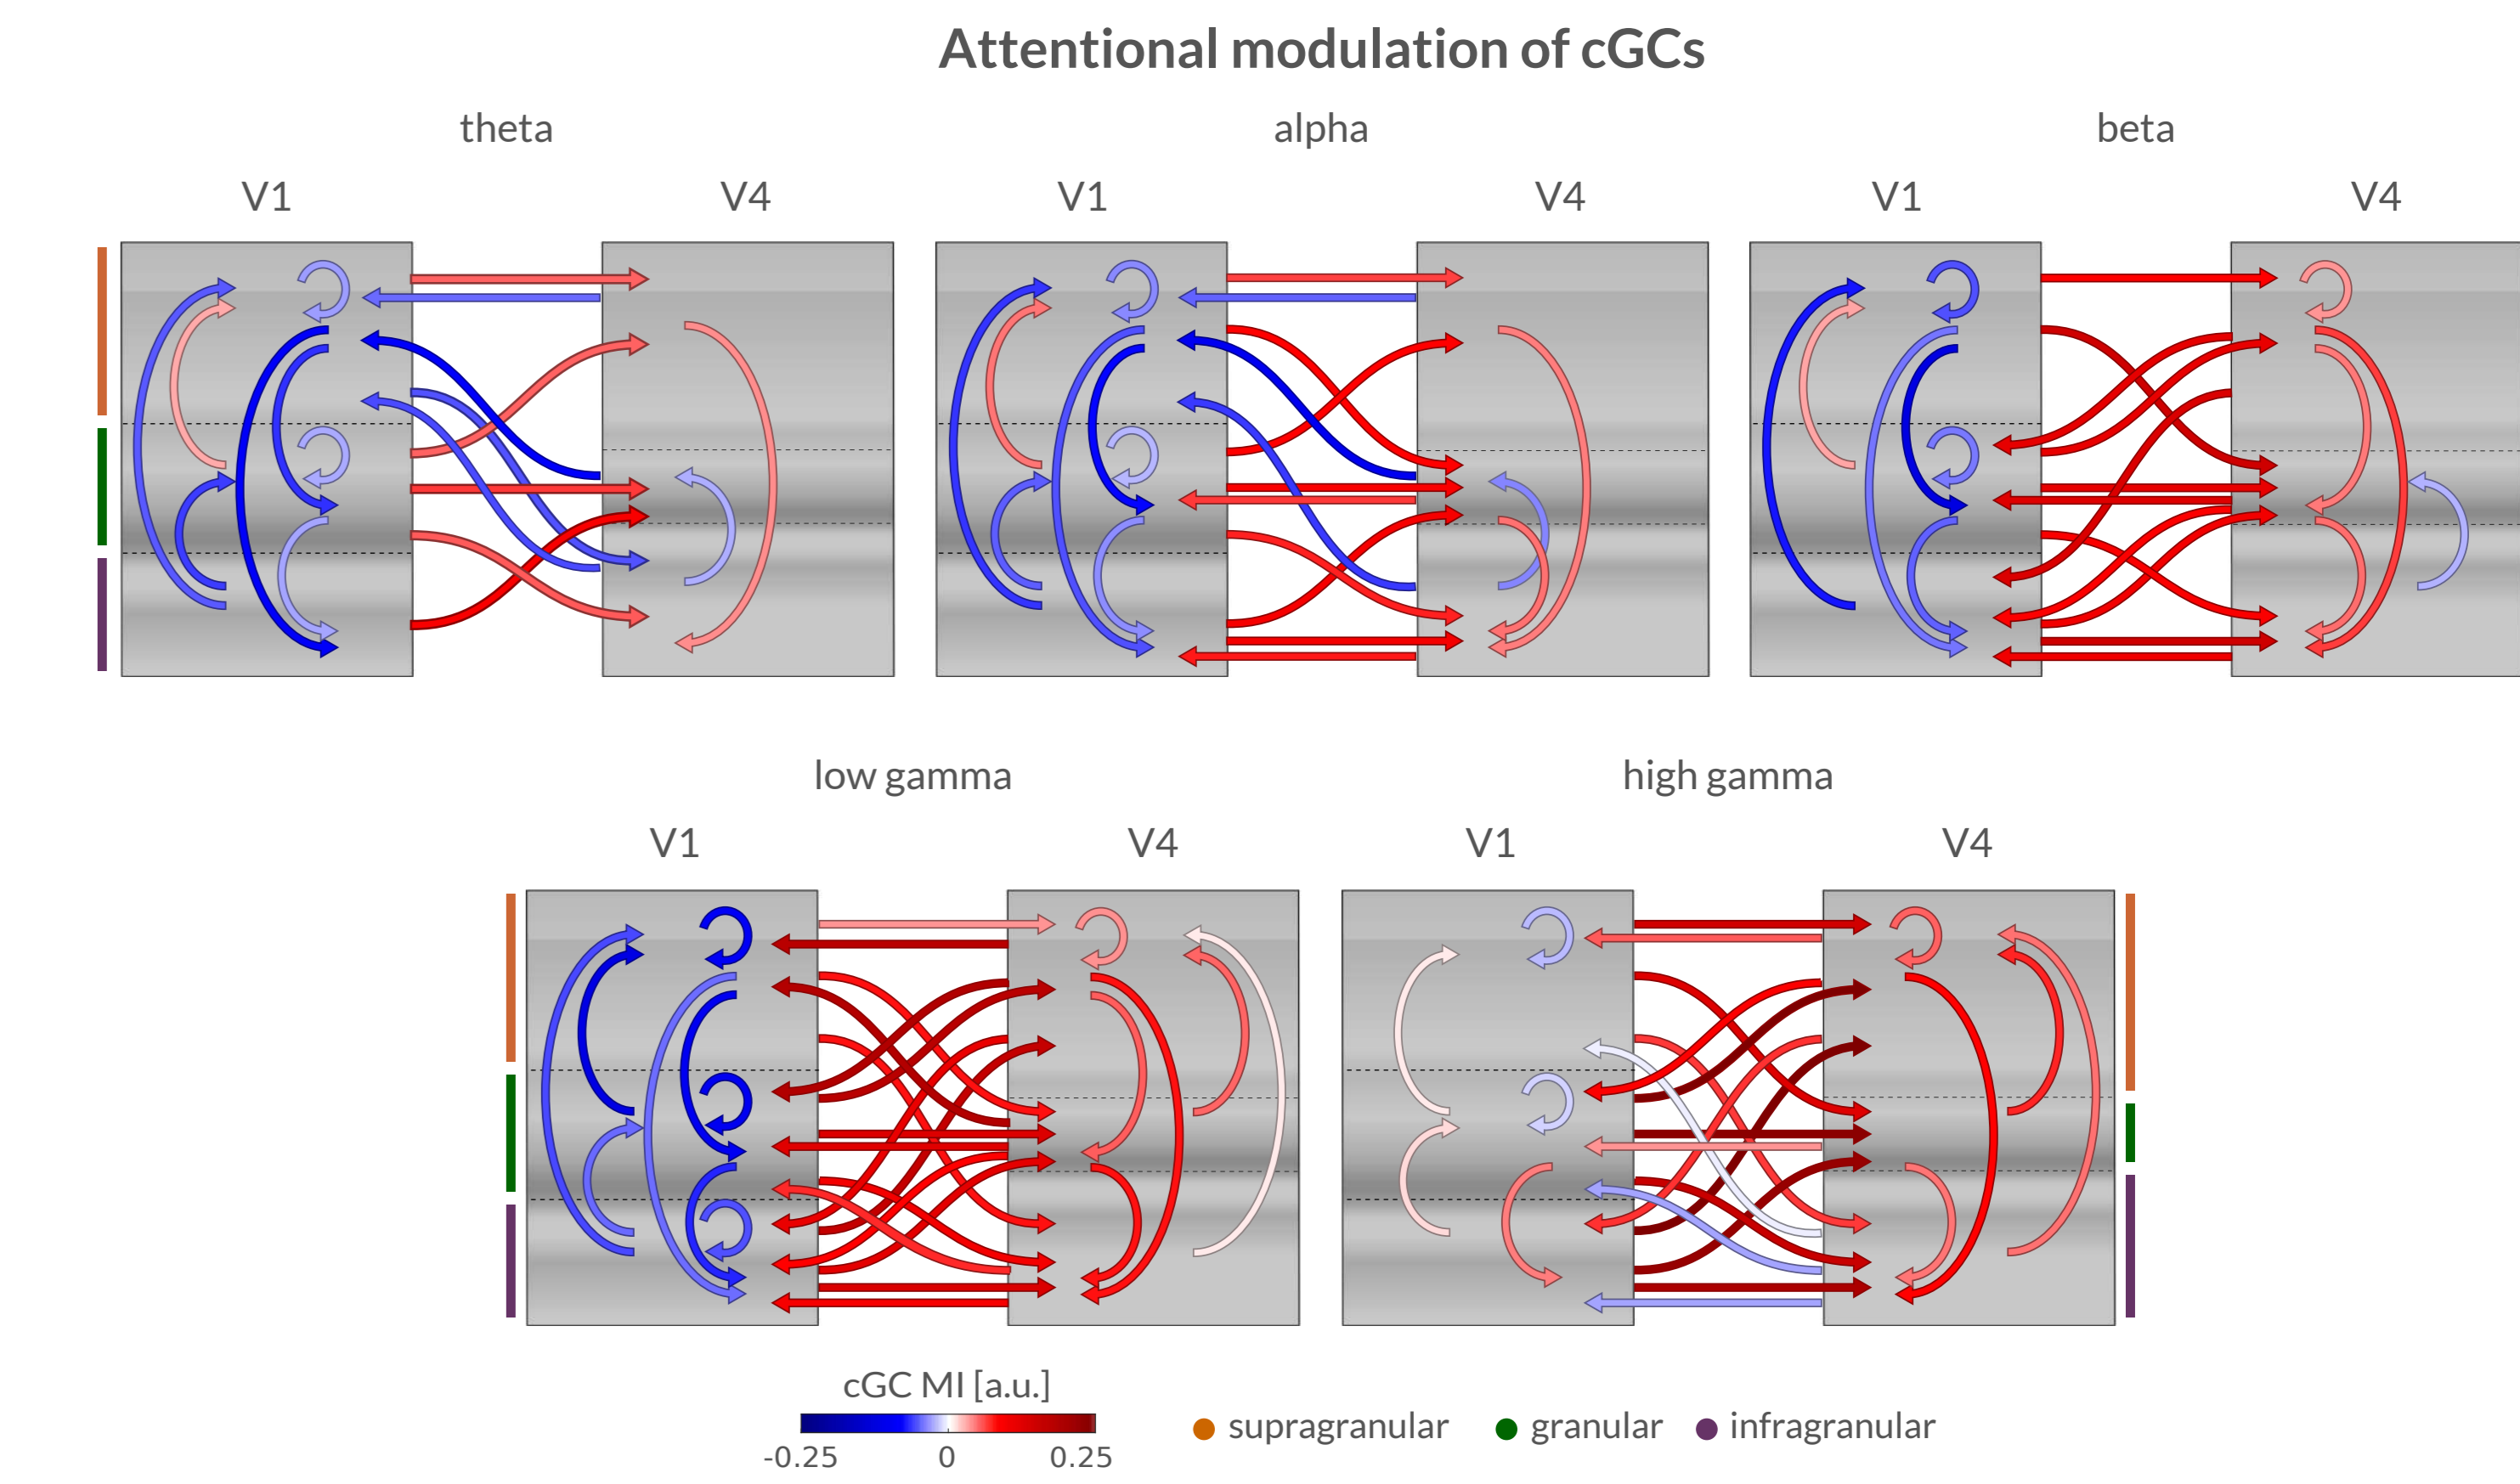 Attentional modulation of cGCs
theta
alpha
beta
V1
V4
V1
V4
V1
V4
low gamma
high gamma
V1
V4
V1
V4
cGC MI [a.u.]
-0.25
0
0.25
supragranular
granular
infragranular